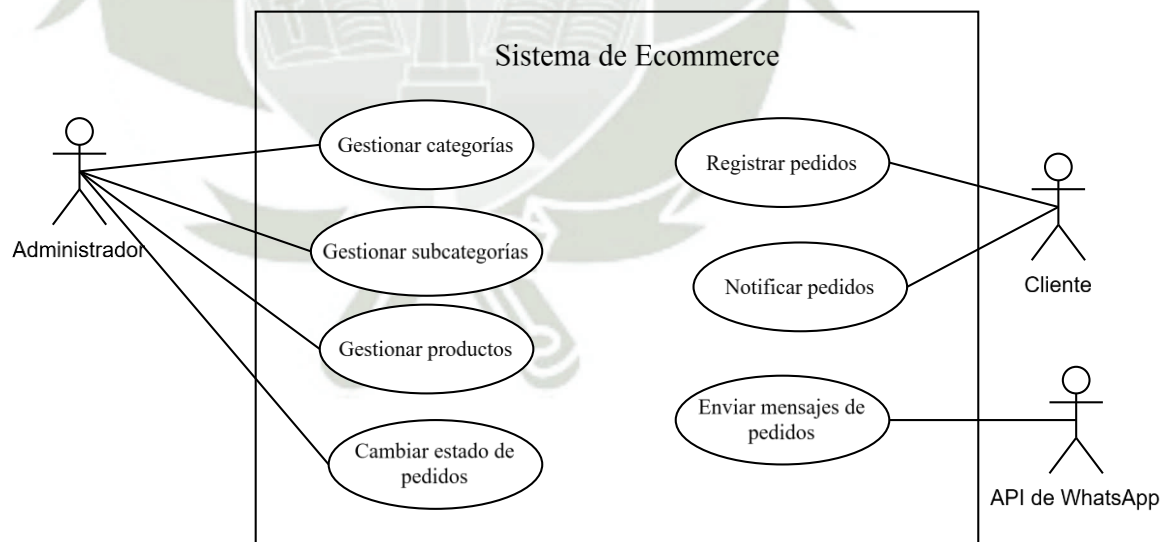 Sistema de Ecommerce
Administrador
Gestionar categorías
Gestionar subcategorías
Gestionar productos
Cambiar estado de
pedidos
Registrar pedidos
Notificar pedidos
Enviar mensajes de
pedidos
Cliente
API de WhatsApp